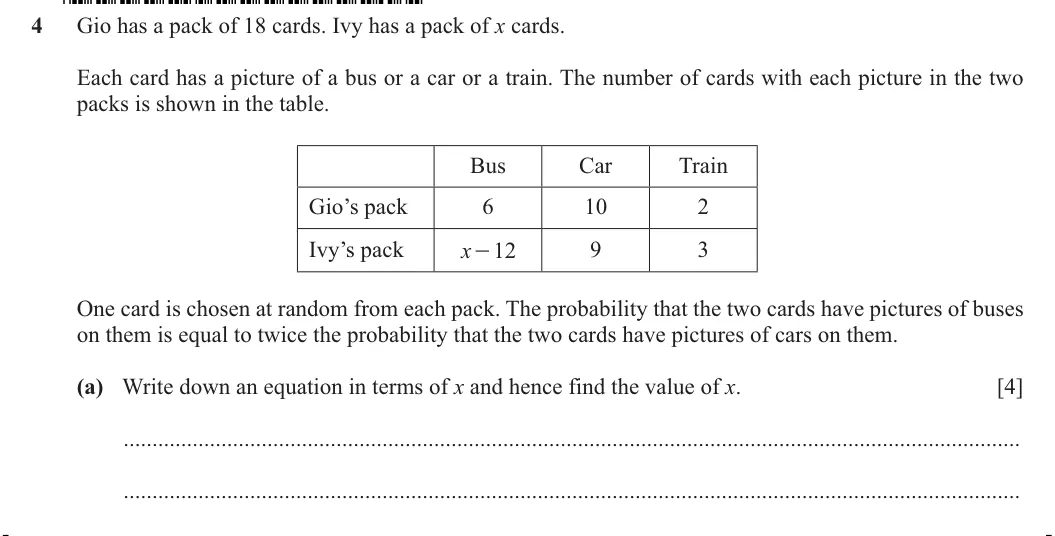 4 Gio has a pack of 18 cards. Ivy has a pack of x cards.
Each card has a picture of a bus or a car or a train. The number of cards with each picture in the two
packs is shown in the table.
Bus Car Train
Gio’s pack 6 10 2
Ivy’s pack x − 12 9 3
One card is chosen at random from each pack. The probability that the two cards have pictures of buses
on them is equal to twice the probability that the two cards have pictures of cars on them.
(a) Write down an equation in terms of x and hence find the value of x. [4]